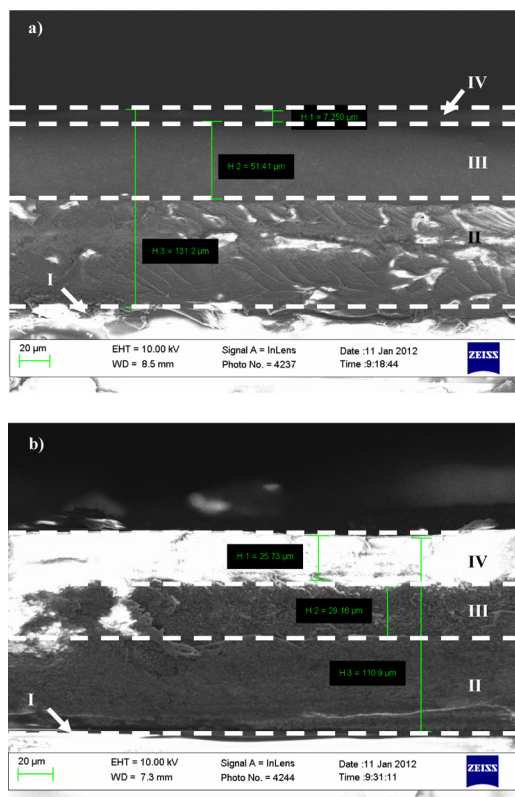 a)
IV
H 1 = 7.250 µm
III
H 2 = 51.41 µm
II
H 3 = 131.2 µm
I
20 µm
EHT = 10.00 kV
Signal A = InLens
Date :11 Jan 2012
WD = 8.5 mm
Photo No. = 4237
Time :9:18:44
ZEISS
b)
IV
H 1 = 25.73 µm
III
H 2 = 29.16 µm
H 3 = 110.9 µm
II
I
20 µm
EHT = 10.00 kV
Signal A = InLens
Date :11 Jan 2012
WD = 7.3 mm
Photo No. = 4244
Time :9:31:11
ZEISS